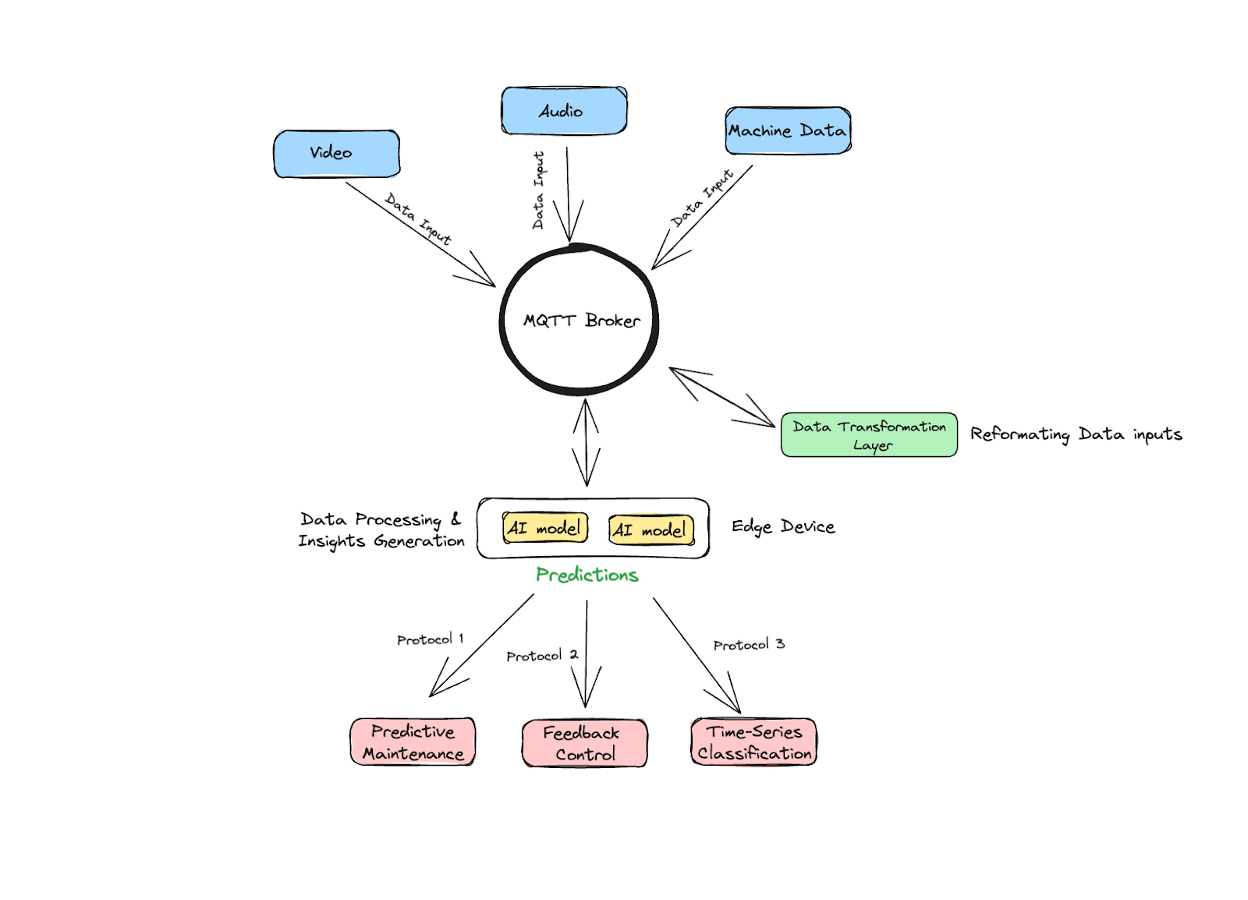 Audio
Machine Data
Video
Data Input
Data Input
Data Input
MQTT Broker
Data Transformation
Layer
Reformating Data inputs
Data Processing &
Insights Generation
AI model
AI model
Edge Device
Predictions
Protocol 1
Protocol 2
Protocol 3
Predictive
Maintenance
Feedback
Control
Time-Series
Classification